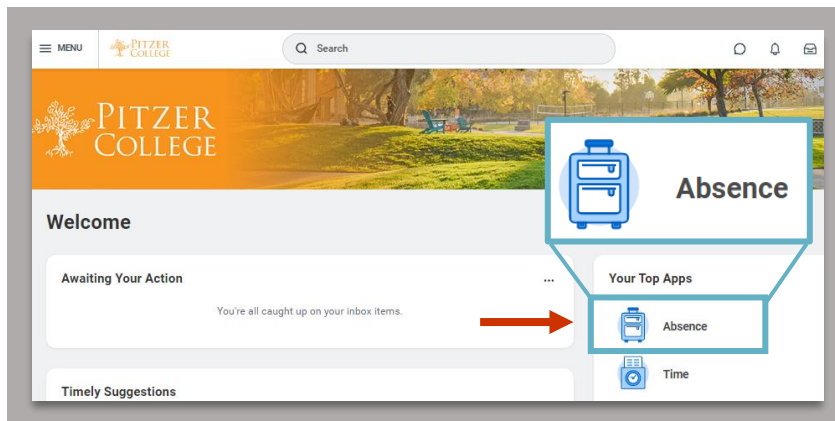 MENU
PITZER
COLLEGE
Search
PITZER
COLLEGE
Absence
Welcome
Awaiting Your Action
...
You're all caught up on your inbox items.
Your Top Apps
Absence
Time
Timely Suggestions